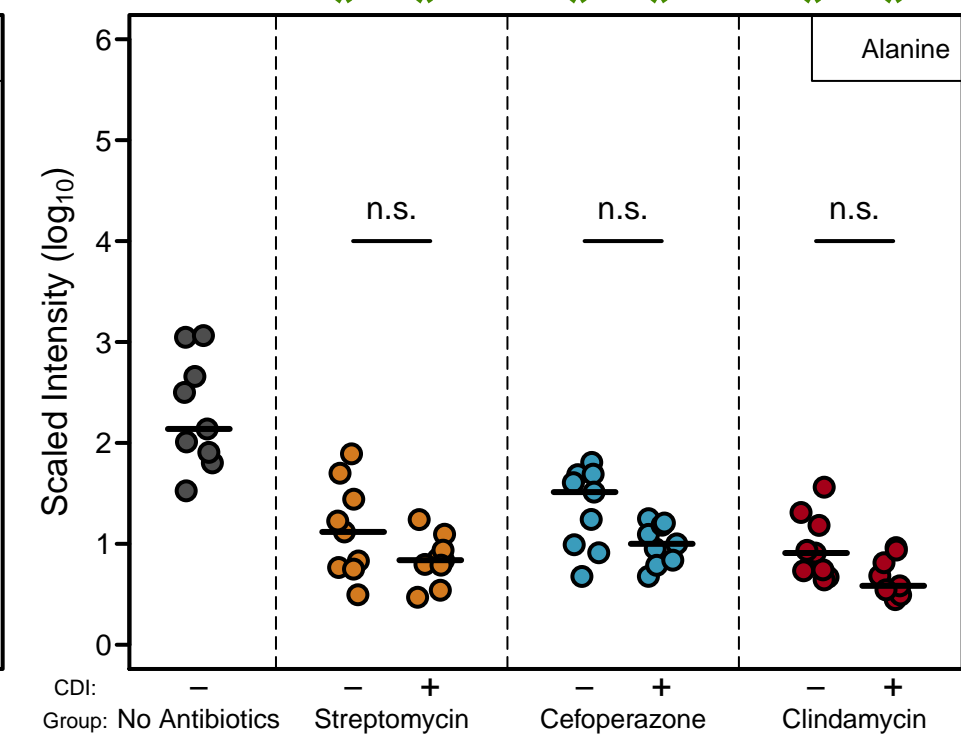 Alanine
Scaled Intensity (log₁₀)
6
5
4
3
2
1
0
n.s. n.s. n.s.
CDI: − − + − + − +
Group: No Antibiotics Streptomycin Cefoperazone Clindamycin